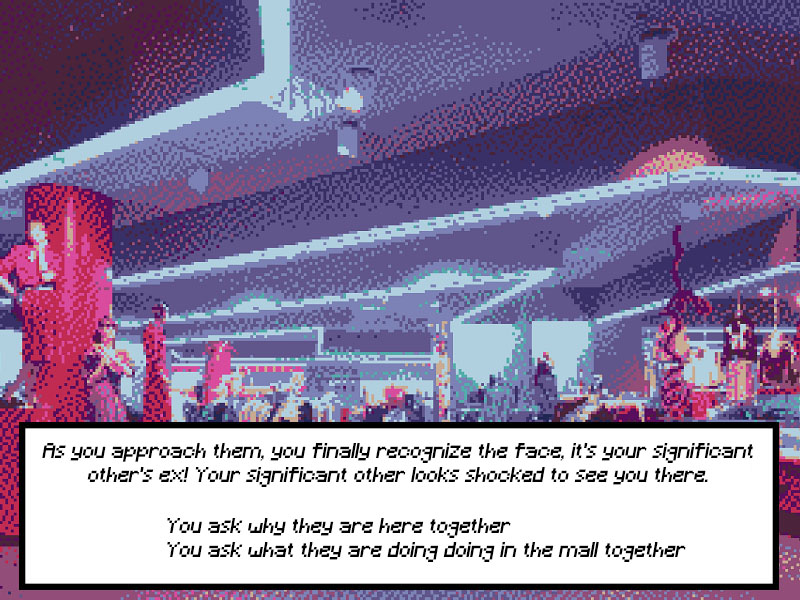 As you approach them, you finally recognize the face, it's your significant
other's ex! Your significant other looks shocked to see you there.
You ask why they are here together
You ask what they are doing doing in the mall together